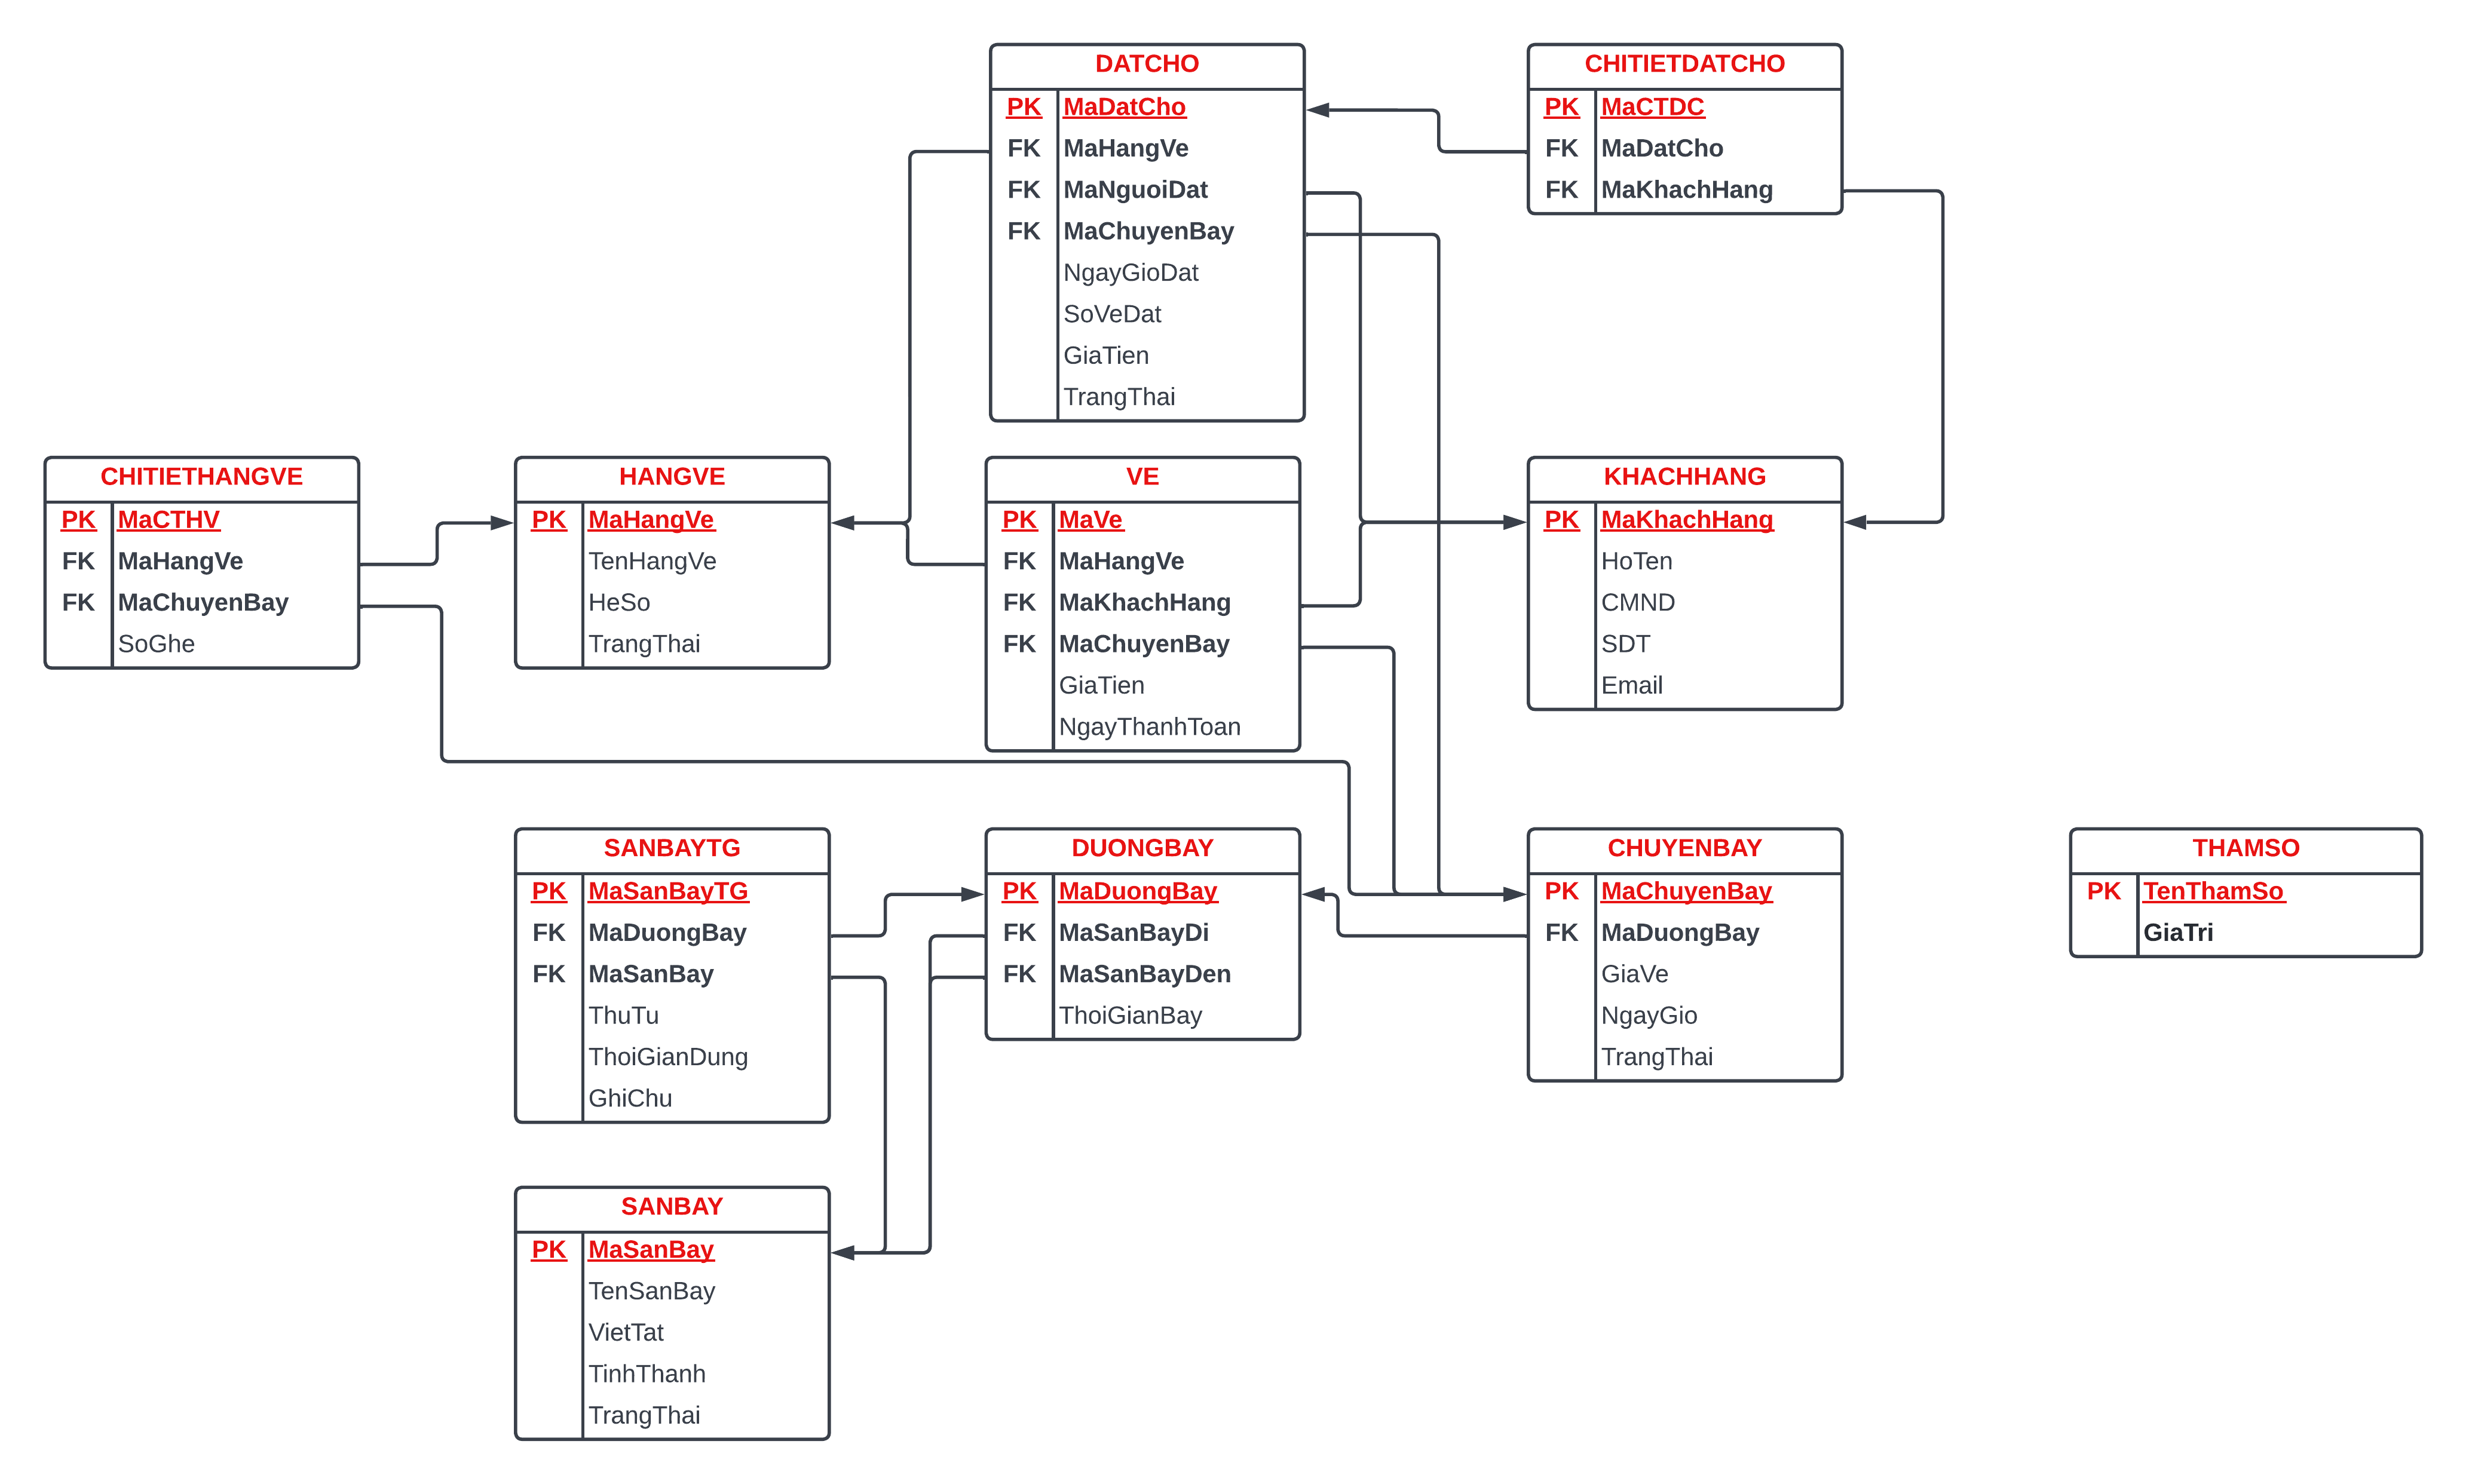 DATCHO
PK MaDatCho
FK MaHangVe
FK MaNguoiDat
FK MaChuyenBay
NgayGioDat
SoVeDat
GiaTien
TrangThai
CHITIETDATCHO
PK MaCTDC
FK MaDatCho
FK MaKhachHang
CHITIETHANGVE
PK MaCTHV
FK MaHangVe
FK MaChuyenBay
SoGhe
HANGVE
PK MaHangVe
TenHangVe
HeSo
TrangThai
VE
PK MaVe
FK MaHangVe
FK MaKhachHang
FK MaChuyenBay
GiaTien
NgayThanhToan
KHACHHANG
PK MaKhachHang
HoTen
CMND
SDT
Email
SANBAYTG
PK MaSanBayTG
FK MaDuongBay
FK MaSanBay
ThuTu
ThoiGianDung
GhiChu
DUONGBAY
PK MaDuongBay
FK MaSanBayDi
FK MaSanBayDen
ThoiGianBay
CHUYENBAY
PK MaChuyenBay
FK MaDuongBay
GiaVe
NgayGio
TrangThai
THAMSO
PK TenThamSo
GiaTri
SANBAY
PK MaSanBay
TenSanBay
VietTat
TinhThanh
TrangThai